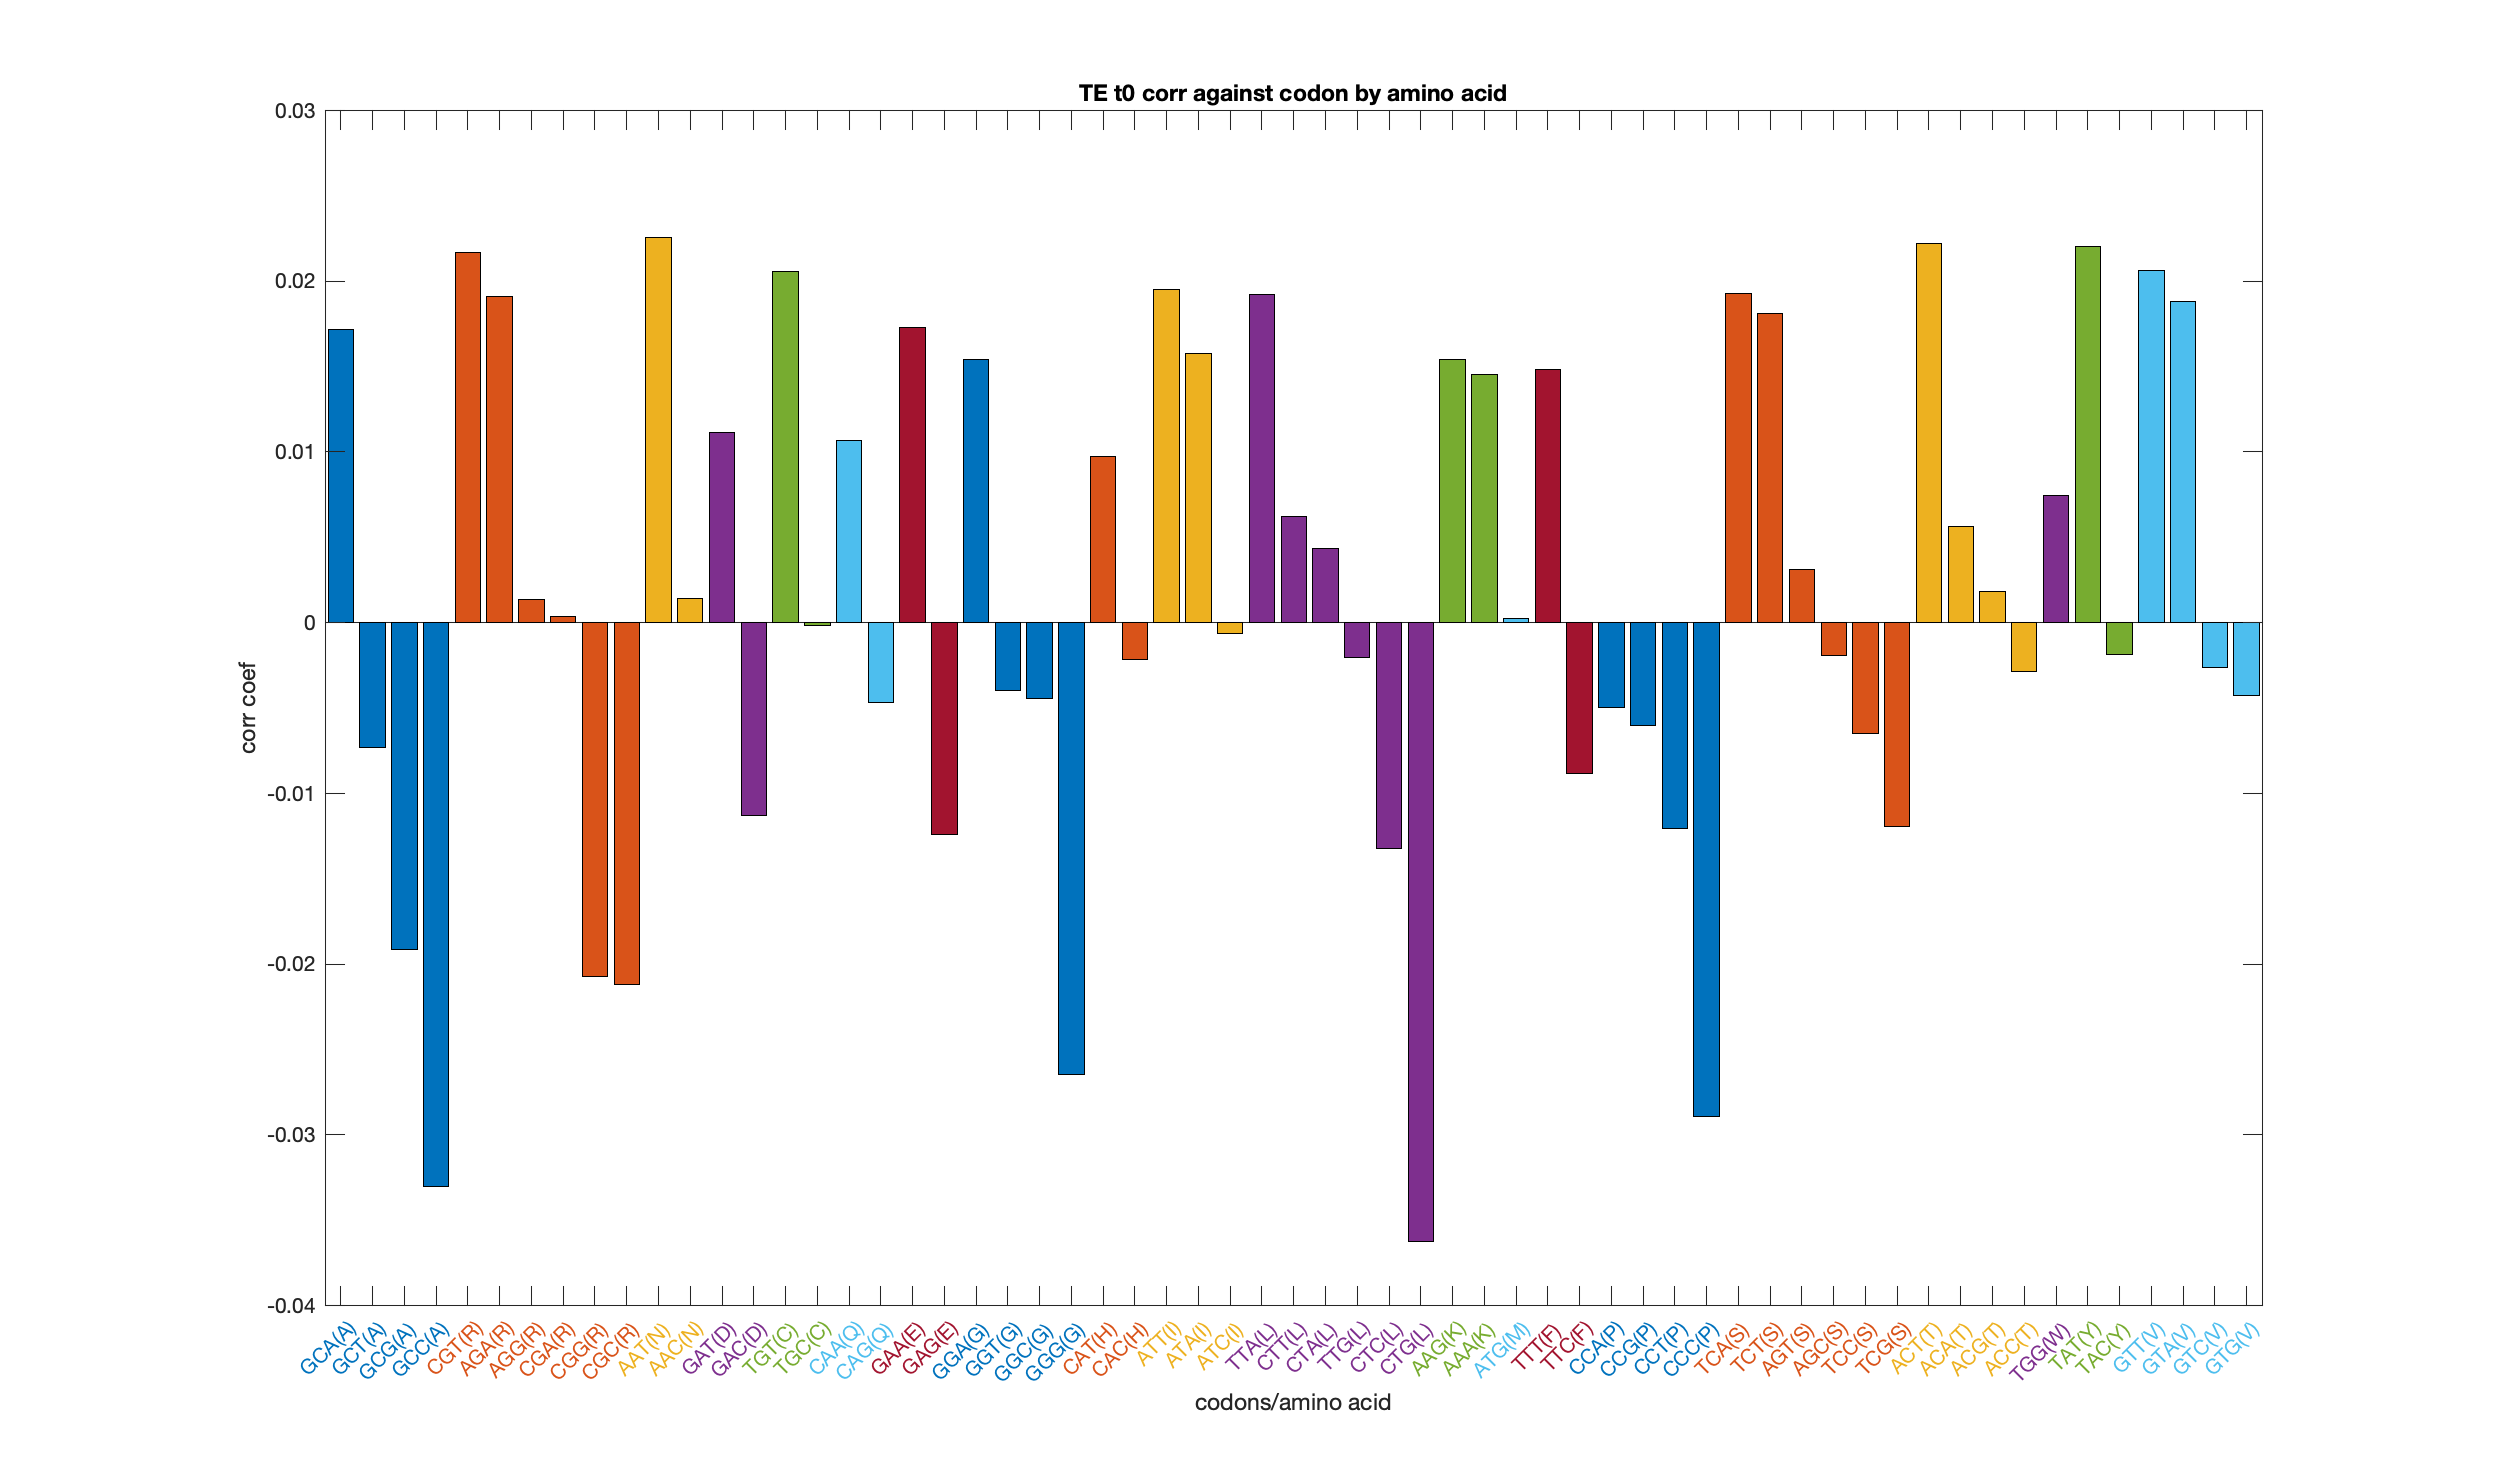 TE t0 corr against codon by amino acid
0.03
0.02
0.01
0
-0.01
-0.02
-0.03
-0.04
corr coef
GCA(A) GCT(A) GCG(A) GCC(A) CGT(R) AGA(R) AGG(R) CGA(R) CGG(R) CGC(R) AAT(N) AAC(N) GAT(D) GAC(D) TGT(C) TGC(C) CAA(Q) CAG(Q) GAA(E) GAG(E) GGA(G) GGT(G) GGC(G) GGG(G) CAT(H) CAC(H) ATT(I) ATA(I) ATC(I) TTA(L) CTT(L) CTA(L) TTG(L) CTC(L) CTG(L) AAG(K) AAA(K) ATG(M) TTT(F) TTC(F) CCA(P) CCG(P) CCT(P) CCC(P) TCA(S) TCT(S) AGT(S) AGC(S) TCC(S) TCG(S) ACT(T) ACA(T) ACG(T) ACC(T) TGG(W) TAT(Y) TAC(Y) GTT(V) GTA(V) GTC(V) GTG(V)
codons/amino acid